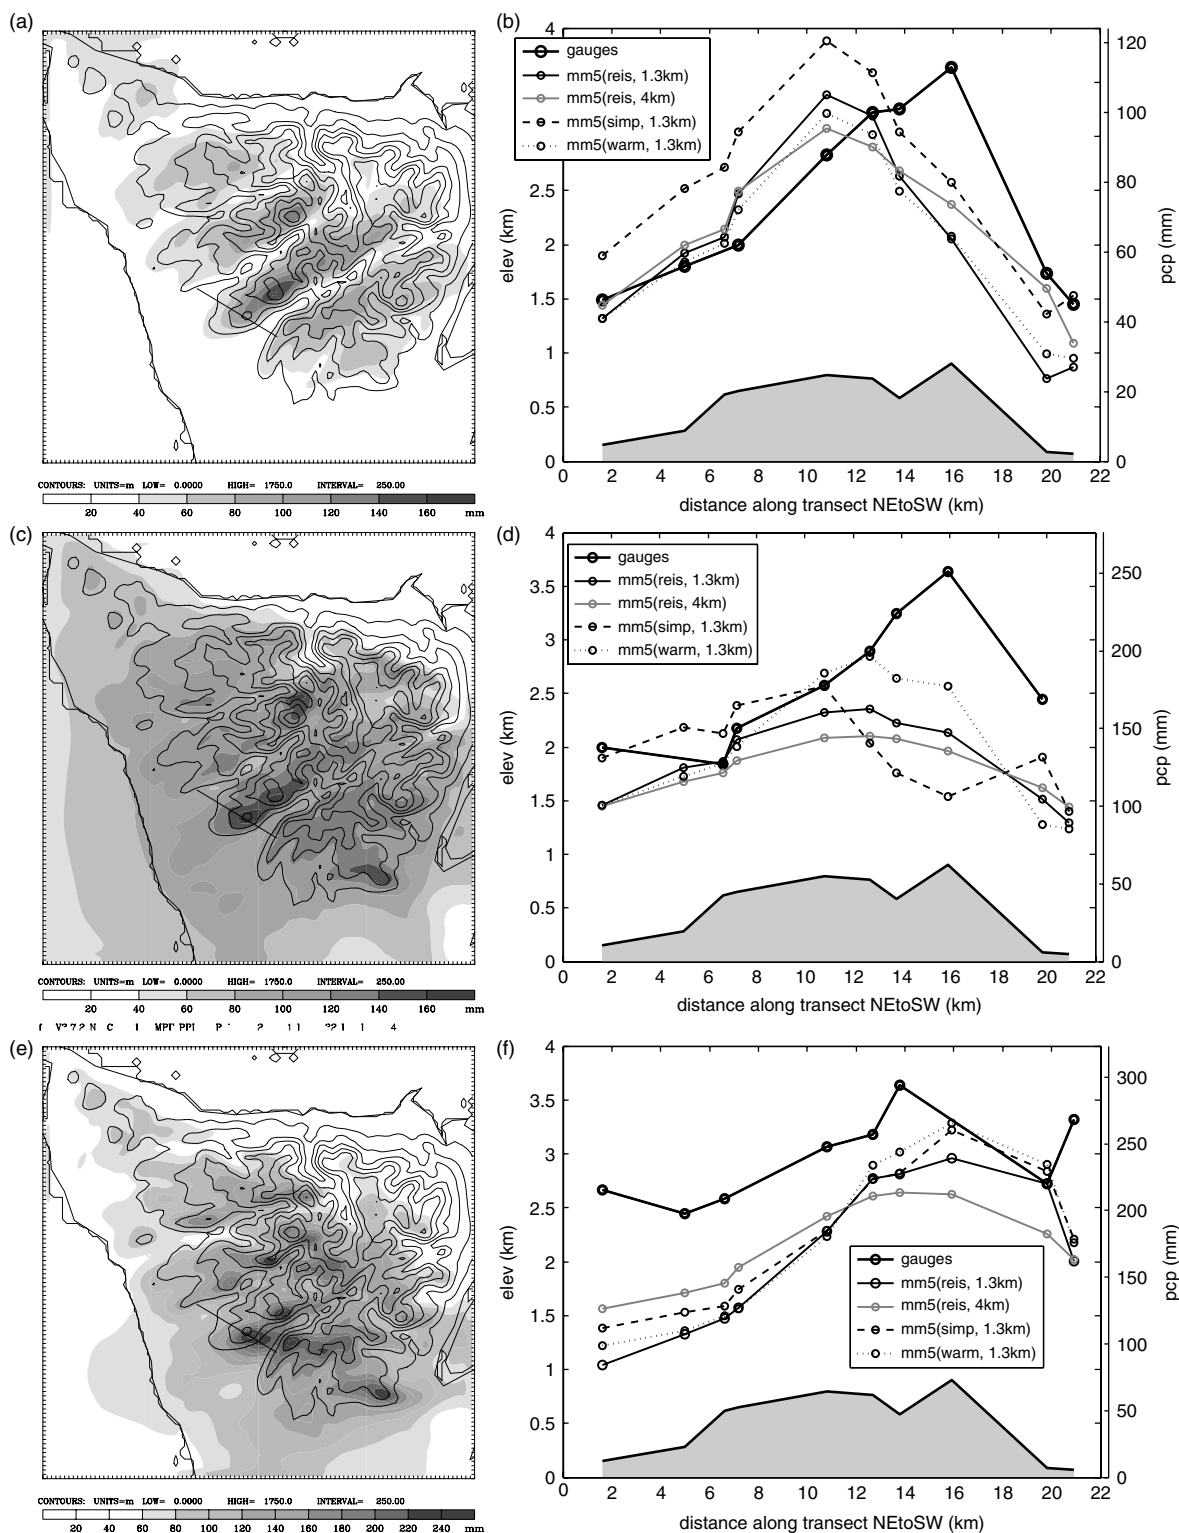 (a)
CONTOURS: UNITS=m LOW= 0.0000 HIGH= 1750.0 INTERVAL= 250.00
20 40 60 80 100 120 140 160 mm
(b)
4
3.5
3
2.5
2
1.5
1
0.5
0
elev (km)
gauges
mm5(reis, 1.3km)
mm5(reis, 4km)
mm5(simp, 1.3km)
mm5(warm, 1.3km)
120
100
80
60
40
20
0
pcp (mm)
0 2 4 6 8 10 12 14 16 18 20 22
distance along transect NEtoSW (km)
(c)
CONTOURS: UNITS=m LOW= 0.0000 HIGH= 1750.0 INTERVAL= 250.00
20 40 60 80 100 120 140 160 mm
(d)
4
3.5
3
2.5
2
1.5
1
0.5
0
elev (km)
gauges
mm5(reis, 1.3km)
mm5(reis, 4km)
mm5(simp, 1.3km)
mm5(warm, 1.3km)
250
200
150
100
50
0
pcp (mm)
0 2 4 6 8 10 12 14 16 18 20 22
distance along transect NEtoSW (km)
(e)
CONTOURS: UNITS=m LOW= 0.0000 HIGH= 1750.0 INTERVAL= 250.00
20 40 60 80 100 120 140 160 180 200 220 240 mm
(f)
4
3.5
3
2.5
2
1.5
1
0.5
0
elev (km)
gauges
mm5(reis, 1.3km)
mm5(reis, 4km)
mm5(simp, 1.3km)
mm5(warm, 1.3km)
300
250
200
150
100
50
0
pcp (mm)
0 2 4 6 8 10 12 14 16 18 20 22
distance along transect NEtoSW (km)